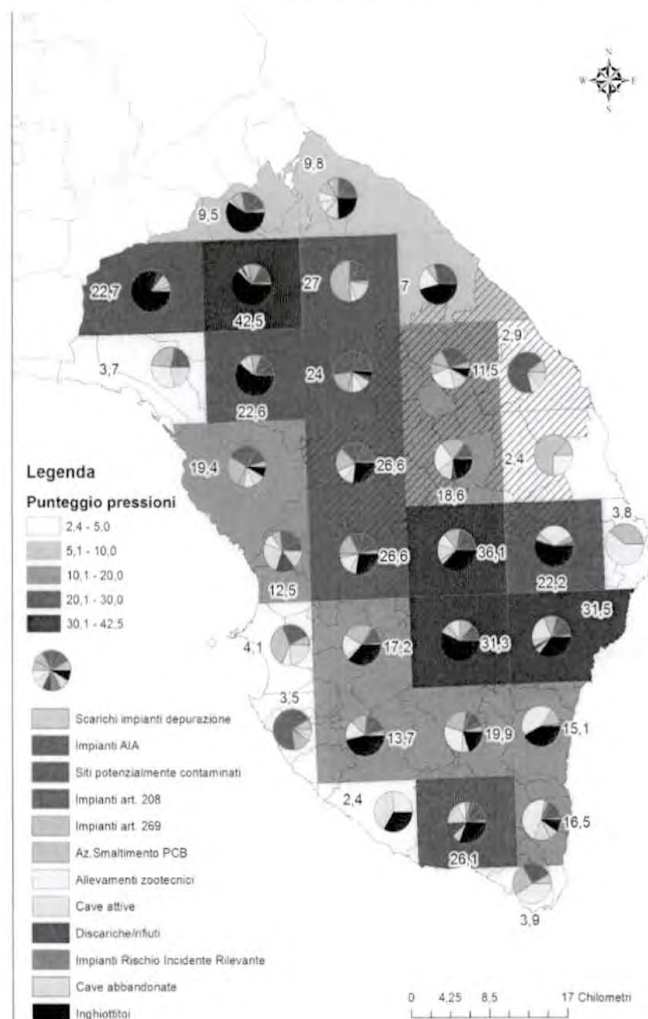 N
W E
S
9,8
9,5
22,7
42,5
27
7
3,7
22,6
24
11,5
2,9
19,4
26,6
18,6
2,4
12,5
26,6
36,1
22,2
3,8
4,1
17,2
31,3
31,5
3,5
13,7
19,9
15,1
2,4
26,1
16,5
3,9
Legenda
Punteggio pressioni
2,4 - 5,0
5,1 - 10,0
10,1 - 20,0
20,1 - 30,0
30,1 - 42,5
Scarichi impianti depurazione
Impianti AIA
Siti potenzialmente contaminati
Impianti art. 208
Impianti art. 269
Az.Smaltimento PCB
Allevamenti zootecnici
Cave attive
Discariche/rifiuti
Impianti Rischio Incidente Rilevante
Cave abbandonate
Inghiottitoi
0 4,25 8,5 17 Chilometri